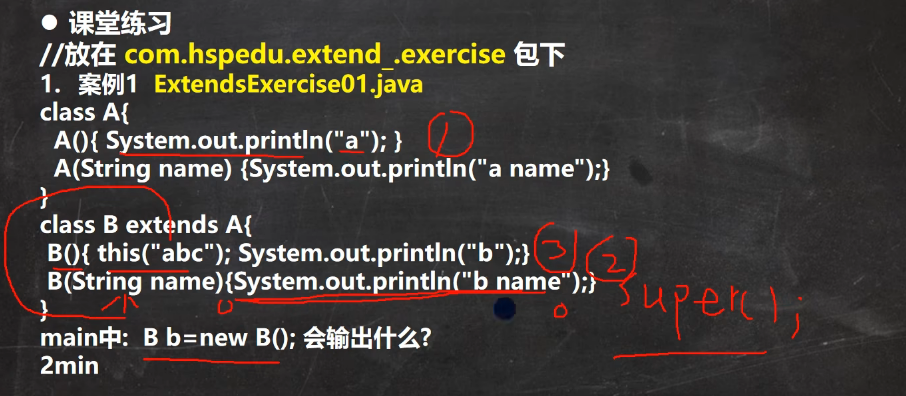 ● 课堂练习
//放在 com.hspedu.extend_.exercise 包下
1. 案例1 ExtendsExercise01.java
class A{
A(){ System.out.println("a"); } ①
A(String name) {System.out.println("a name");}
}
class B extends A{
B(){ this("abc"); System.out.println("b");} ③ ②
B(String name){System.out.println("b name");} super();
}
main中: B b=new B(); 会输出什么?
2min